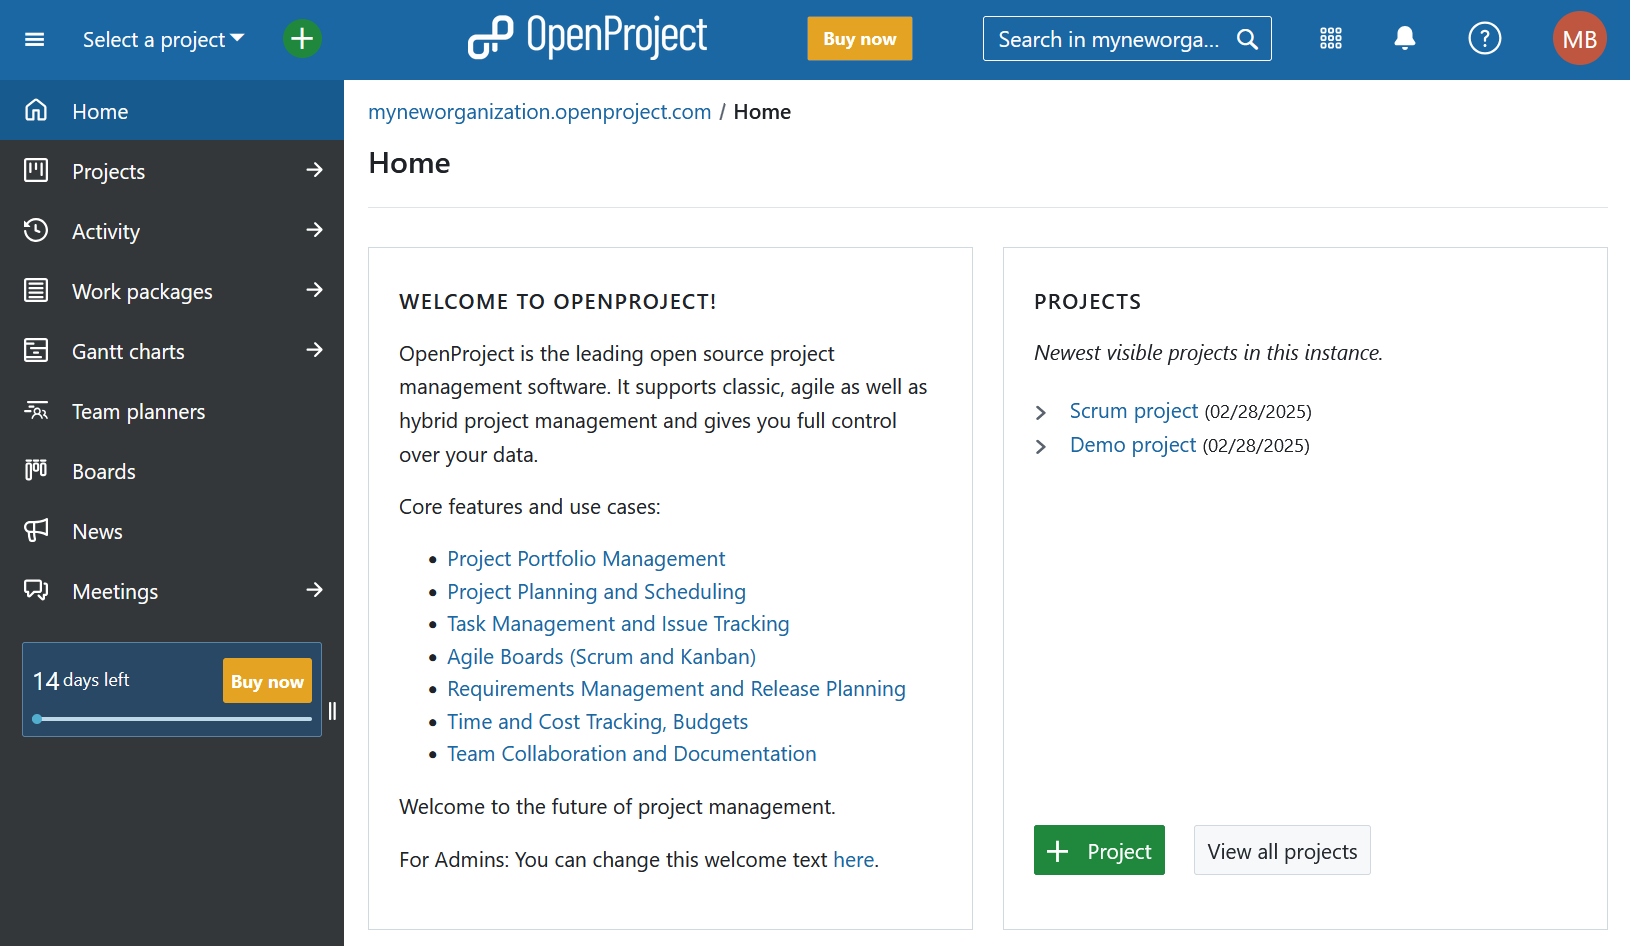 Select a project
OpenProject
Buy now
Search in myneworga...
?
MB
Home
Projects
Activity
Work packages
Gantt charts
Team planners
Boards
News
Meetings
14 days left
Buy now
myneworganization.openproject.com / Home
Home
WELCOME TO OPENPROJECT!
OpenProject is the leading open source project
management software. It supports classic, agile as well as
hybrid project management and gives you full control
over your data.
Core features and use cases:
• Project Portfolio Management
• Project Planning and Scheduling
• Task Management and Issue Tracking
• Agile Boards (Scrum and Kanban)
• Requirements Management and Release Planning
• Time and Cost Tracking, Budgets
• Team Collaboration and Documentation
Welcome to the future of project management.
For Admins: You can change this welcome text here.
PROJECTS
Newest visible projects in this instance.
Scrum project (02/28/2025)
Demo project (02/28/2025)
+ Project
View all projects